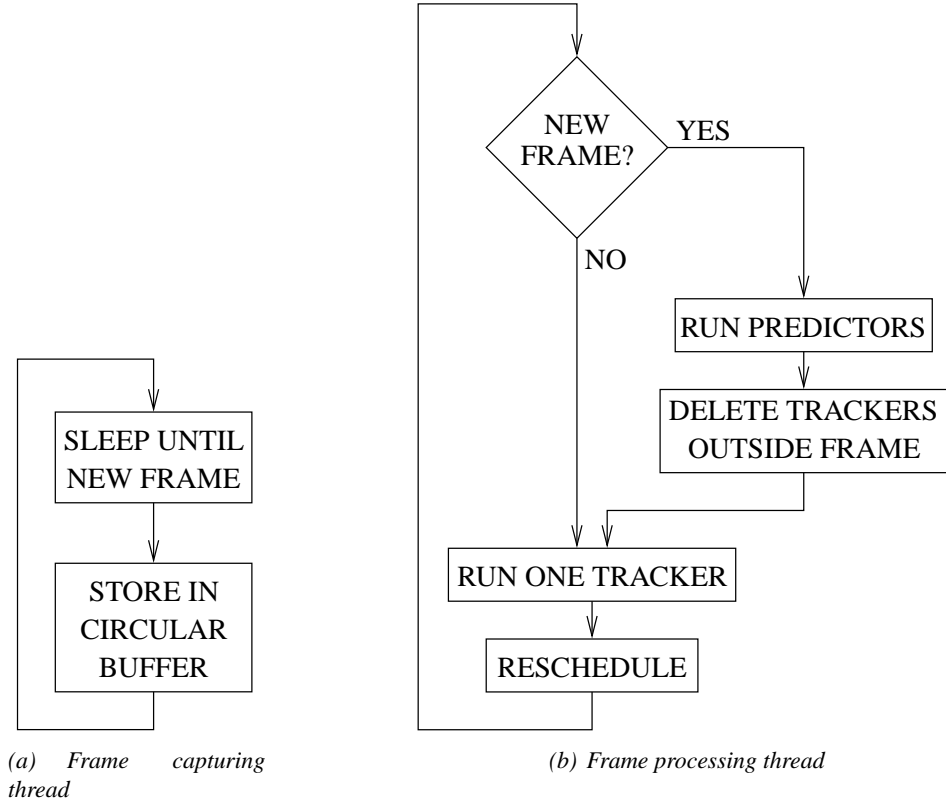 SLEEP UNTIL
NEW FRAME
STORE IN
CIRCULAR
BUFFER
(a) Frame capturing
thread
NEW
FRAME?
YES
NO
RUN PREDICTORS
DELETE TRACKERS
OUTSIDE FRAME
RUN ONE TRACKER
RESCHEDULE
(b) Frame processing thread